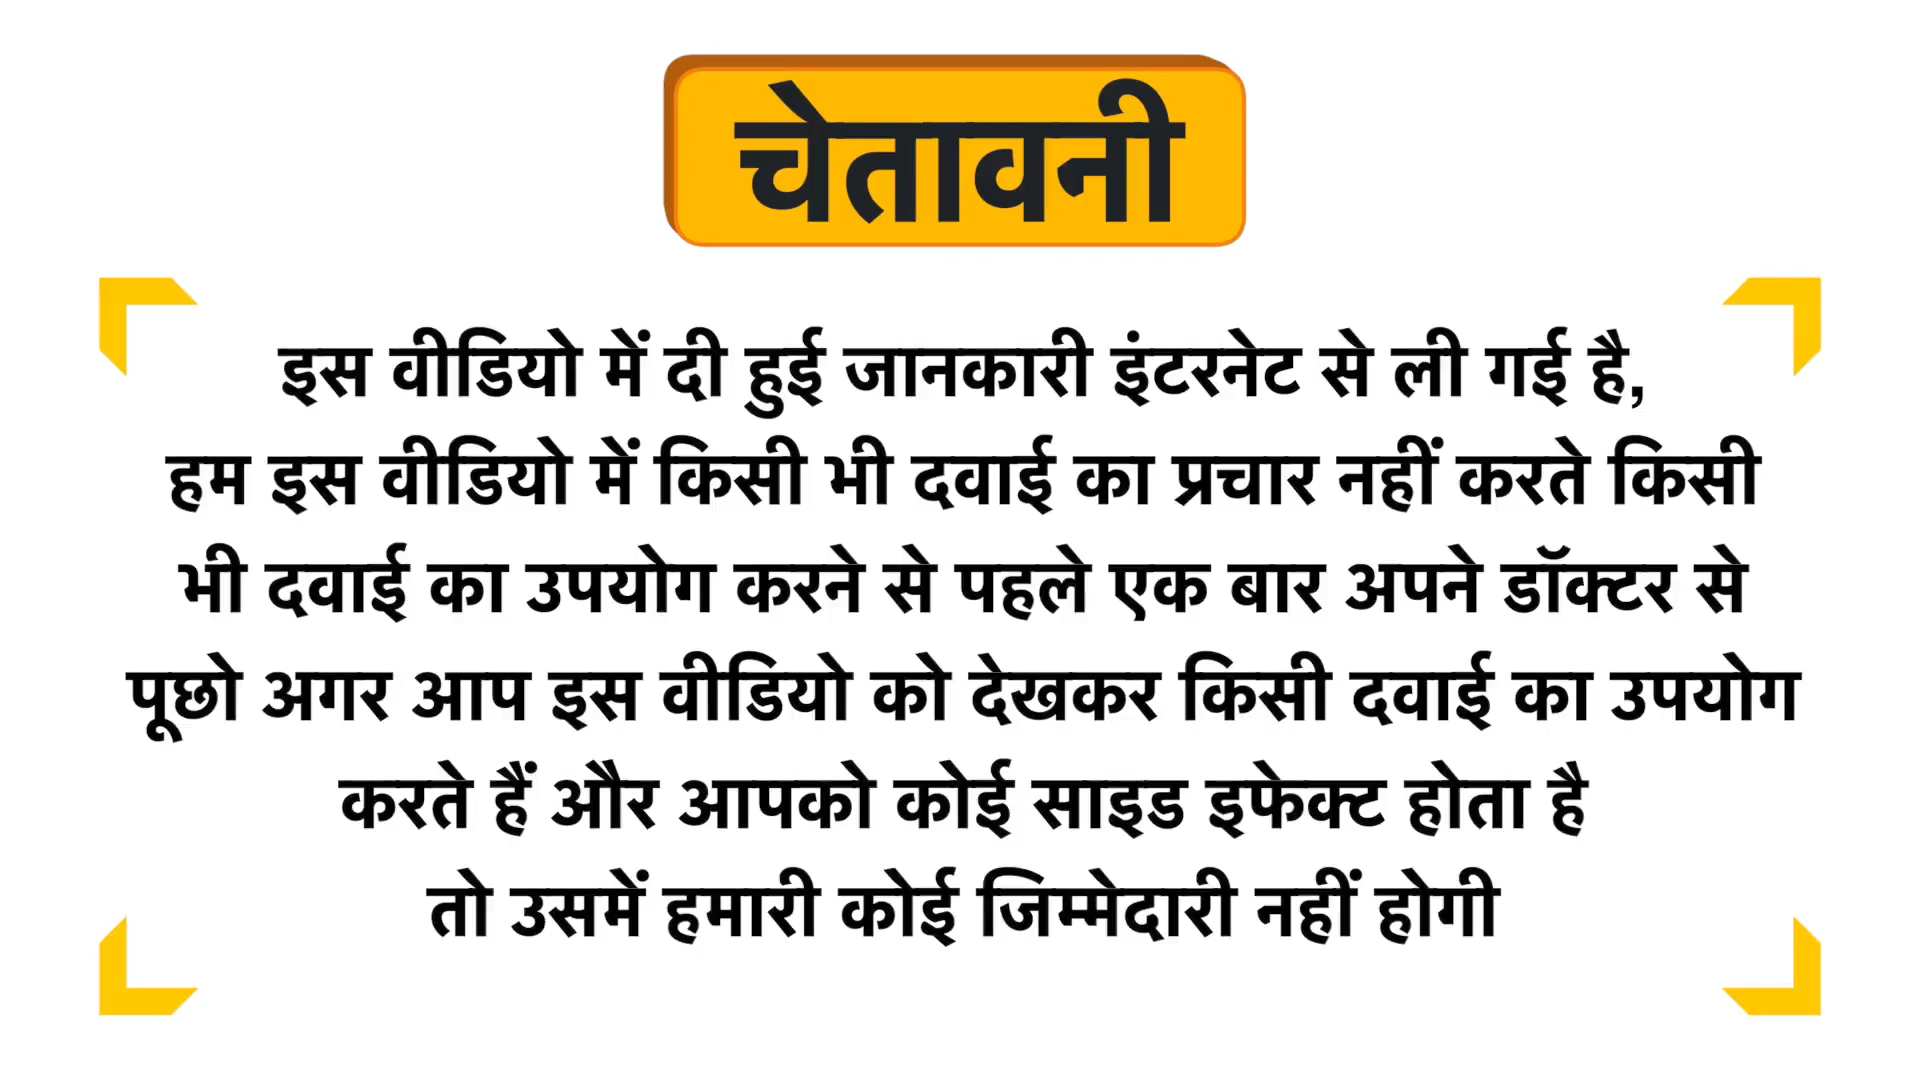 चेतावनी
इस वीडियो में दी हुई जानकारी इंटरनेट से ली गई है,
हम इस वीडियो में किसी भी दवाई का प्रचार नहीं करते किसी
भी दवाई का उपयोग करने से पहले एक बार अपने डॉक्टर से
पूछो अगर आप इस वीडियो को देखकर किसी दवाई का उपयोग
करते हैं और आपको कोई साइड इफेक्ट होता है
तो उसमें हमारी कोई जिम्मेदारी नहीं होगी